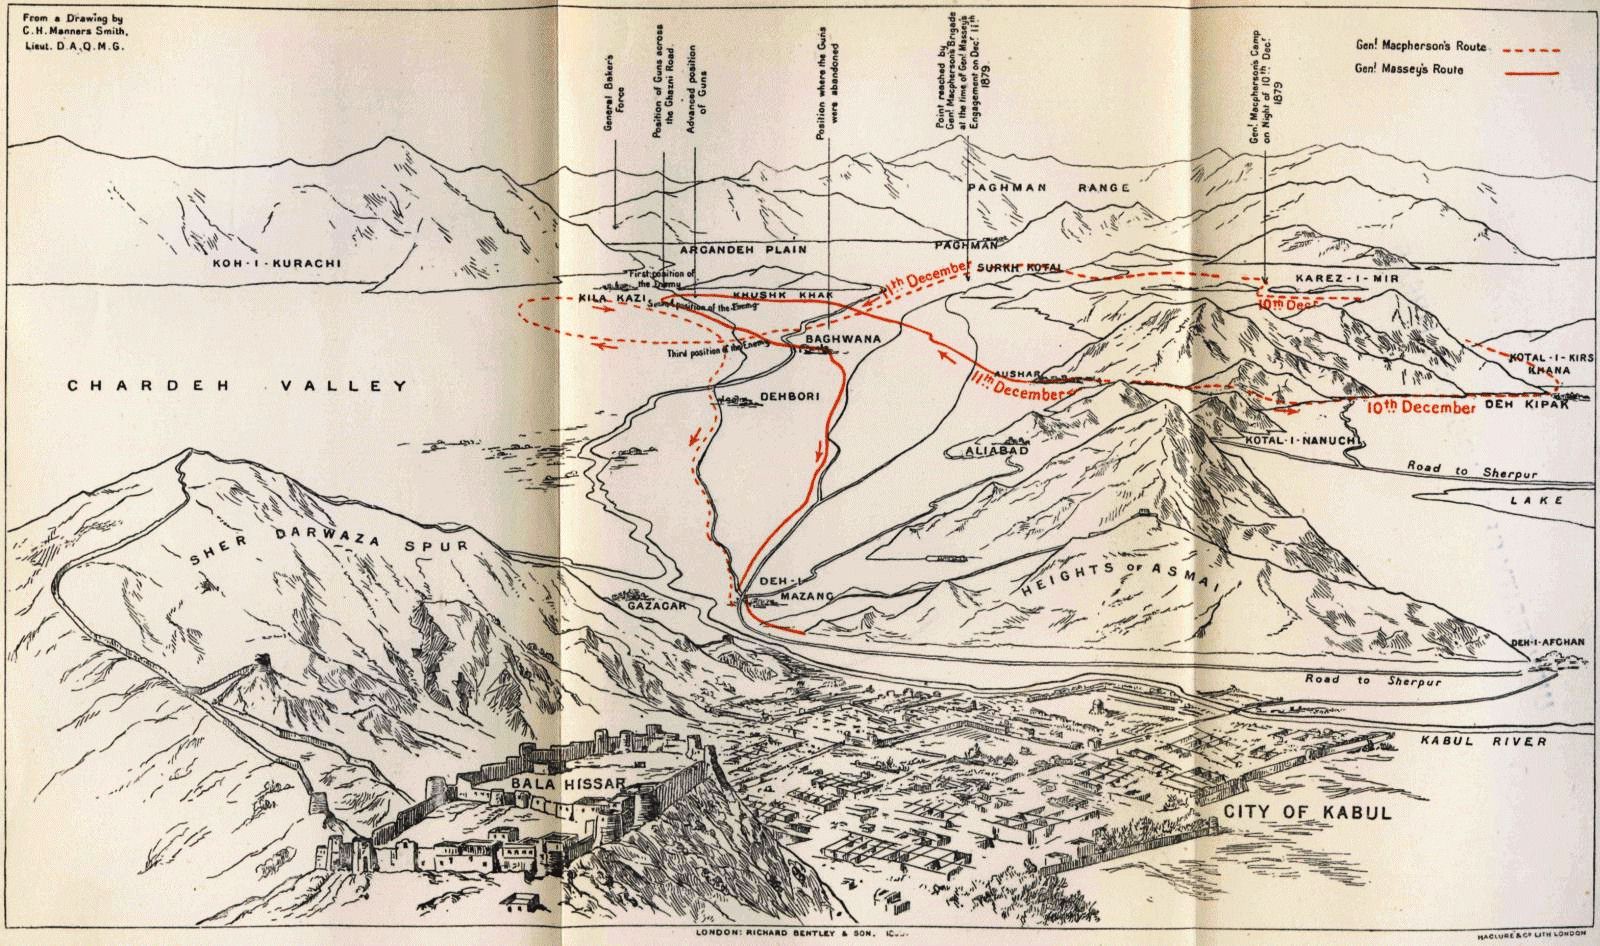 From a Drawing by
C.H. Manners Smith,
Lieut. D.A.Q.M.G.
General Baker's
Force
Position of Guns across
the Ghazni Road.
Advanced position
of Guns
Position where the Guns
were abandoned
Point reached by
Genl Macpherson's Brigade
at the time of Genl Massey's
Engagement on Decr 11th
1879.
Genl Macpherson's Camp
on Night of 10th Decr
1879
Genl Macpherson's Route
Genl Massey's Route
PAGHMAN RANGE
KOH-I-KURACHI
ARGANDEH PLAIN
PAGHMAN
SURKH KOTAL
KAREZ-I-MIR
First position of
the Enemy
11th December
KILA KAZI
Second position of the Enemy
KHUSHK KHAK
10th Decr
BAGHWANA
Third position of the Enemy
KOTAL-I-KIRS
KHANA
AUSHAR
CHARDEH VALLEY
11th December
DEHBORI
10th December
DEH KIPAK
KOTAL-I-NANUCHI
ALIABAD
Road to Sherpur
LAKE
SHER DARWAZA SPUR
HEIGHTS OF ASMAI
DEH-I-
MAZANG
GAZAGAR
DEH-I-AFGHAN
Road to Sherpur
KABUL RIVER
BALA HISSAR
CITY OF KABUL
LONDON: RICHARD BENTLEY & SON,
MACLURE & Co LITH LONDON